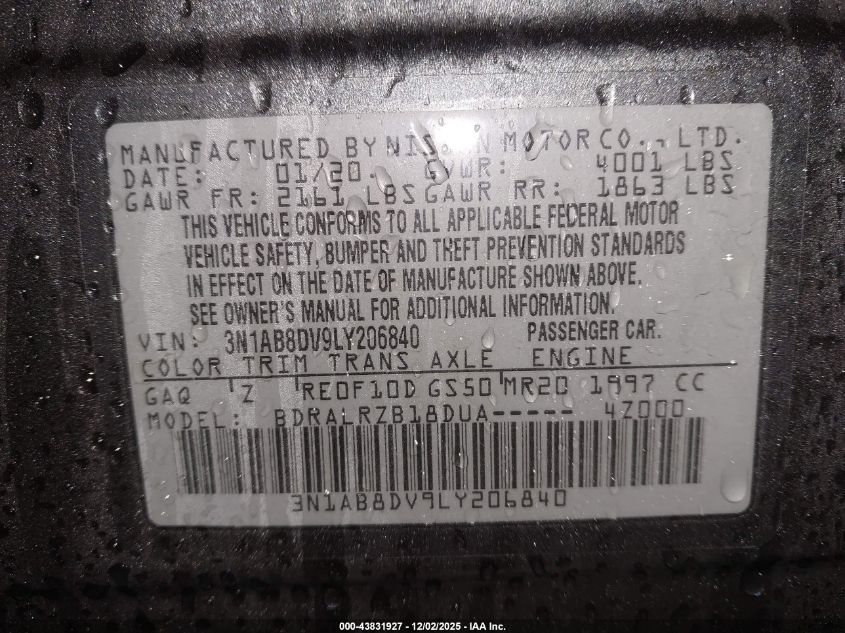 MANUFACTURED BY NISSAN MOTOR CO., LTD.
DATE: 01/20. GVWR: 4001 LBS
GAWR FR: 2161 LBS GAWR RR: 1863 LBS
THIS VEHICLE CONFORMS TO ALL APPLICABLE FEDERAL MOTOR
VEHICLE SAFETY, BUMPER AND THEFT PREVENTION STANDARDS
IN EFFECT ON THE DATE OF MANUFACTURE SHOWN ABOVE.
SEE OWNER'S MANUAL FOR ADDITIONAL INFORMATION.
VIN: 3N1AB8DV9LY206840 PASSENGER CAR.
COLOR TRIM TRANS AXLE ENGINE
GAQ Z RE0F10D GS50 MR20 1997 CC
MODEL: BDRALRZB18DUA----- 4Z000
3N1AB8DV9LY206840
000-43831927 - 12/02/2025 - IAA Inc.